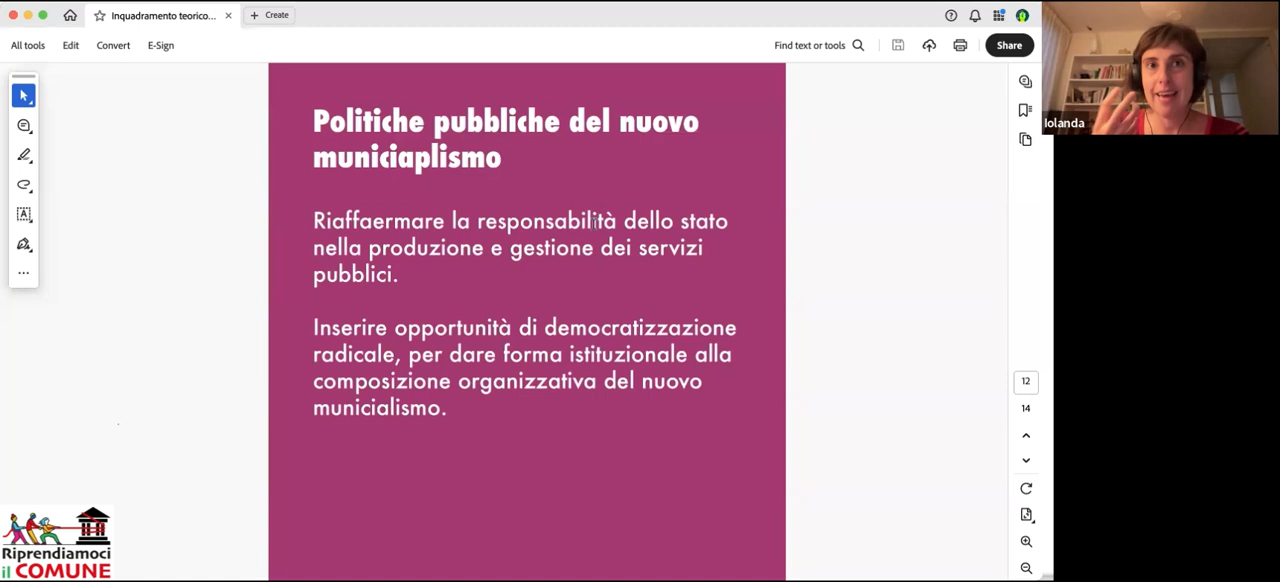 Inquadramento teorico...
Create
All tools
Edit
Convert
E-Sign
Find text or tools
Share
Iolanda
Politiche pubbliche del nuovo
municiaplismo
Riaffaermare la responsabilità dello stato
nella produzione e gestione dei servizi
pubblici.
Inserire opportunità di democratizzazione
radicale, per dare forma istituzionale alla
composizione organizzativa del nuovo
municialismo.
12
14
Riprendiamoci
il COMUNE